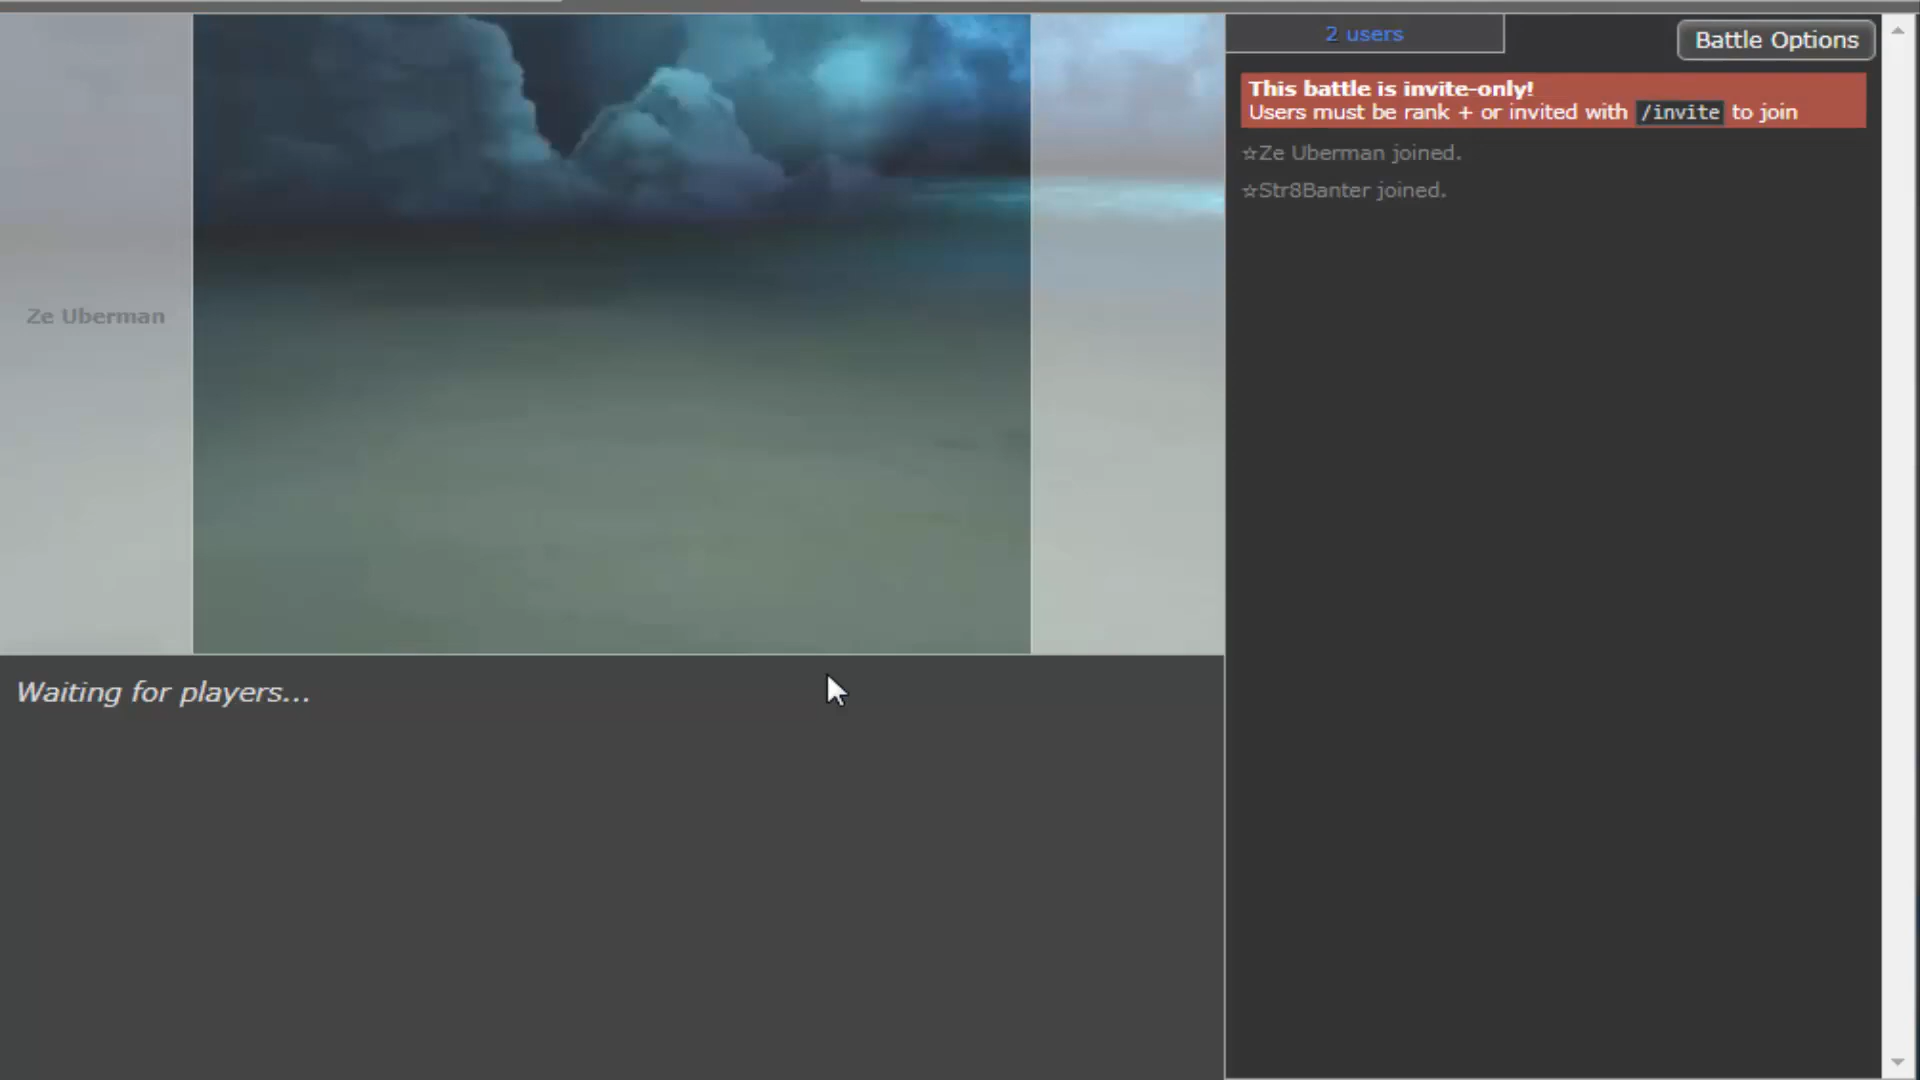 2 users
Battle Options
This battle is invite-only!
Users must be rank + or invited with /invite to join
☆Ze Uberman joined.
☆Str8Banter joined.
Ze Uberman
Waiting for players...